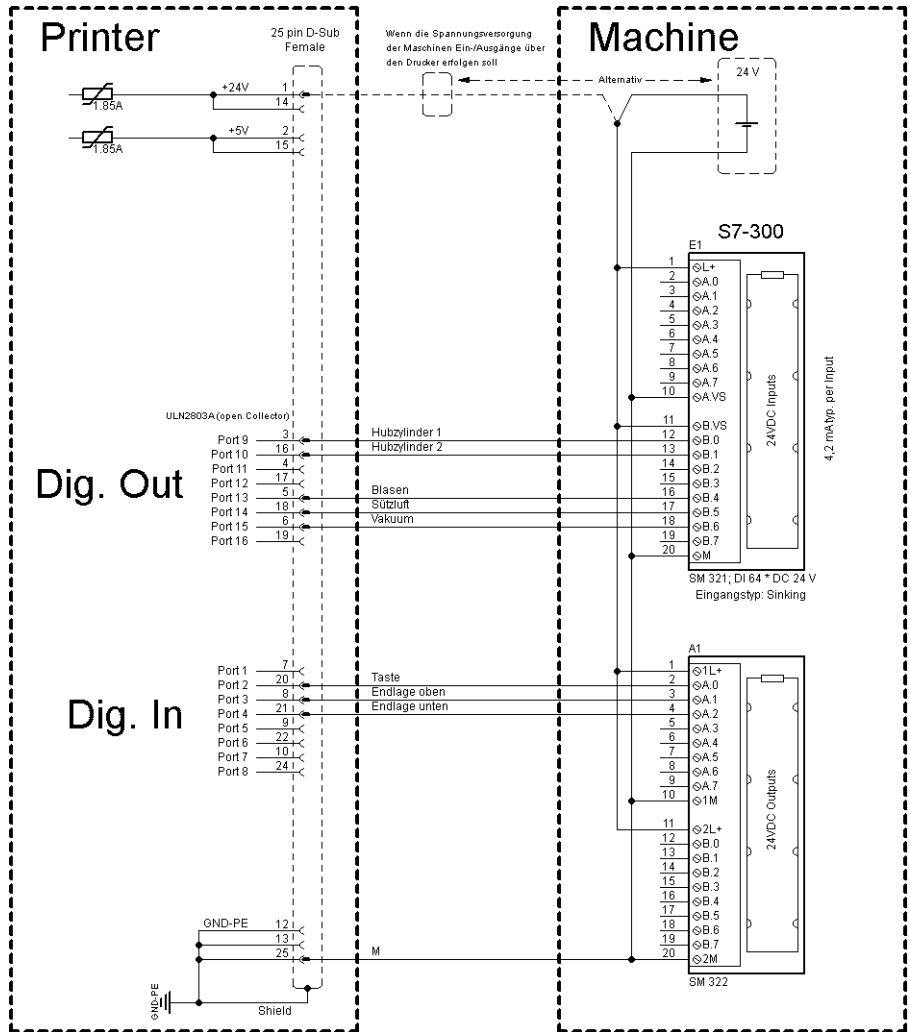 Printer
25 pin D-Sub
Female
Wenn die Spannungsversorgung
der Maschinen Ein-/Ausgänge über
den Drucker erfolgen soll
Machine
Alternativ
24 V
+24V
1
14
1.85A
+5V
2
15
1.85A
S7-300
E1
1 L+
2 A.0
3 A.1
4 A.2
5 A.3
6 A.4
7 A.5
8 A.6
9 A.7
10 A.VS
11 B.VS
12 B.0
13 B.1
14 B.2
15 B.3
16 B.4
17 B.5
18 B.6
19 B.7
20 M
24VDC Inputs
4,2 mAtyp. per Input
SM 321; DI 64 * DC 24 V
Eingangstyp: Sinking
ULN2803A (open Collector)
Dig. Out
Port 9 3 Hubzylinder 1
Port 10 16 Hubzylinder 2
Port 11 4
Port 12 17
Port 13 5 Blasen
Port 14 18 Sützluft
Port 15 6 Vakuum
Port 16 19
Dig. In
Port 1 7
Port 2 20 Taste
Port 3 8 Endlage oben
Port 4 21 Endlage unten
Port 5 9
Port 6 22
Port 7 10
Port 8 24
A1
1 1L+
2 A.0
3 A.1
4 A.2
5 A.3
6 A.4
7 A.5
8 A.6
9 A.7
10 1M
11 2L+
12 B.0
13 B.1
14 B.2
15 B.3
16 B.4
17 B.5
18 B.6
19 B.7
20 2M
24VDC Outputs
SM 322
GND-PE 12
13
25 M
GND-PE
Shield